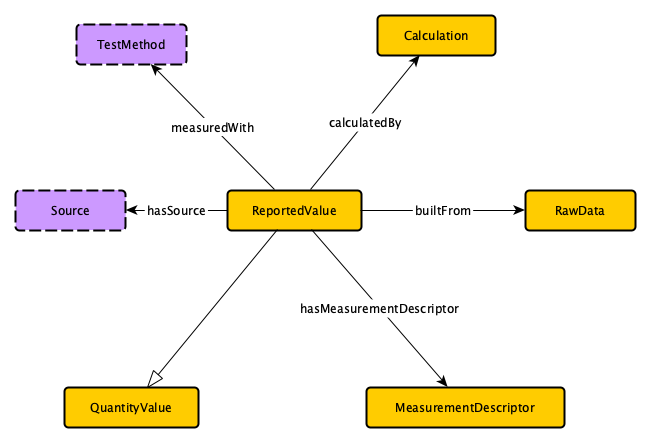 TestMethod
Calculation
measuredWith
calculatedBy
Source
hasSource
ReportedValue
builtFrom
RawData
hasMeasurementDescriptor
QuantityValue
MeasurementDescriptor